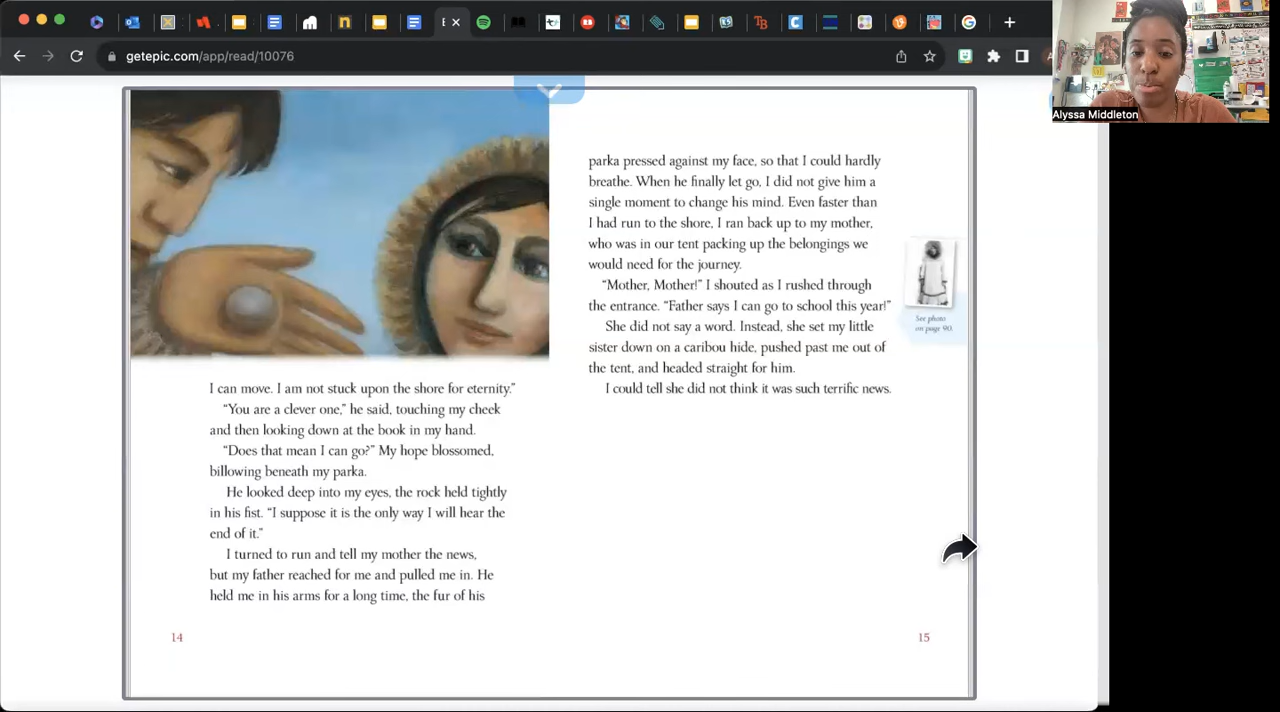 getepic.com/app/read/10076
Alyssa Middleton
I can move. I am not stuck upon the shore for eternity.”
“You are a clever one,” he said, touching my cheek
and then looking down at the book in my hand.
“Does that mean I can go?” My hope blossomed,
billowing beneath my parka.
He looked deep into my eyes, the rock held tightly
in his fist. “I suppose it is the only way I will hear the
end of it.”
I turned to run and tell my mother the news,
but my father reached for me and pulled me in. He
held me in his arms for a long time, the fur of his
14
parka pressed against my face, so that I could hardly
breathe. When he finally let go, I did not give him a
single moment to change his mind. Even faster than
I had run to the shore, I ran back up to my mother,
who was in our tent packing up the belongings we
would need for the journey.
“Mother, Mother!” I shouted as I rushed through
the entrance. “Father says I can go to school this year!”
She did not say a word. Instead, she set my little
sister down on a caribou hide, pushed past me out of
the tent, and headed straight for him.
I could tell she did not think it was such terrific news.
See photo
on page 90.
15